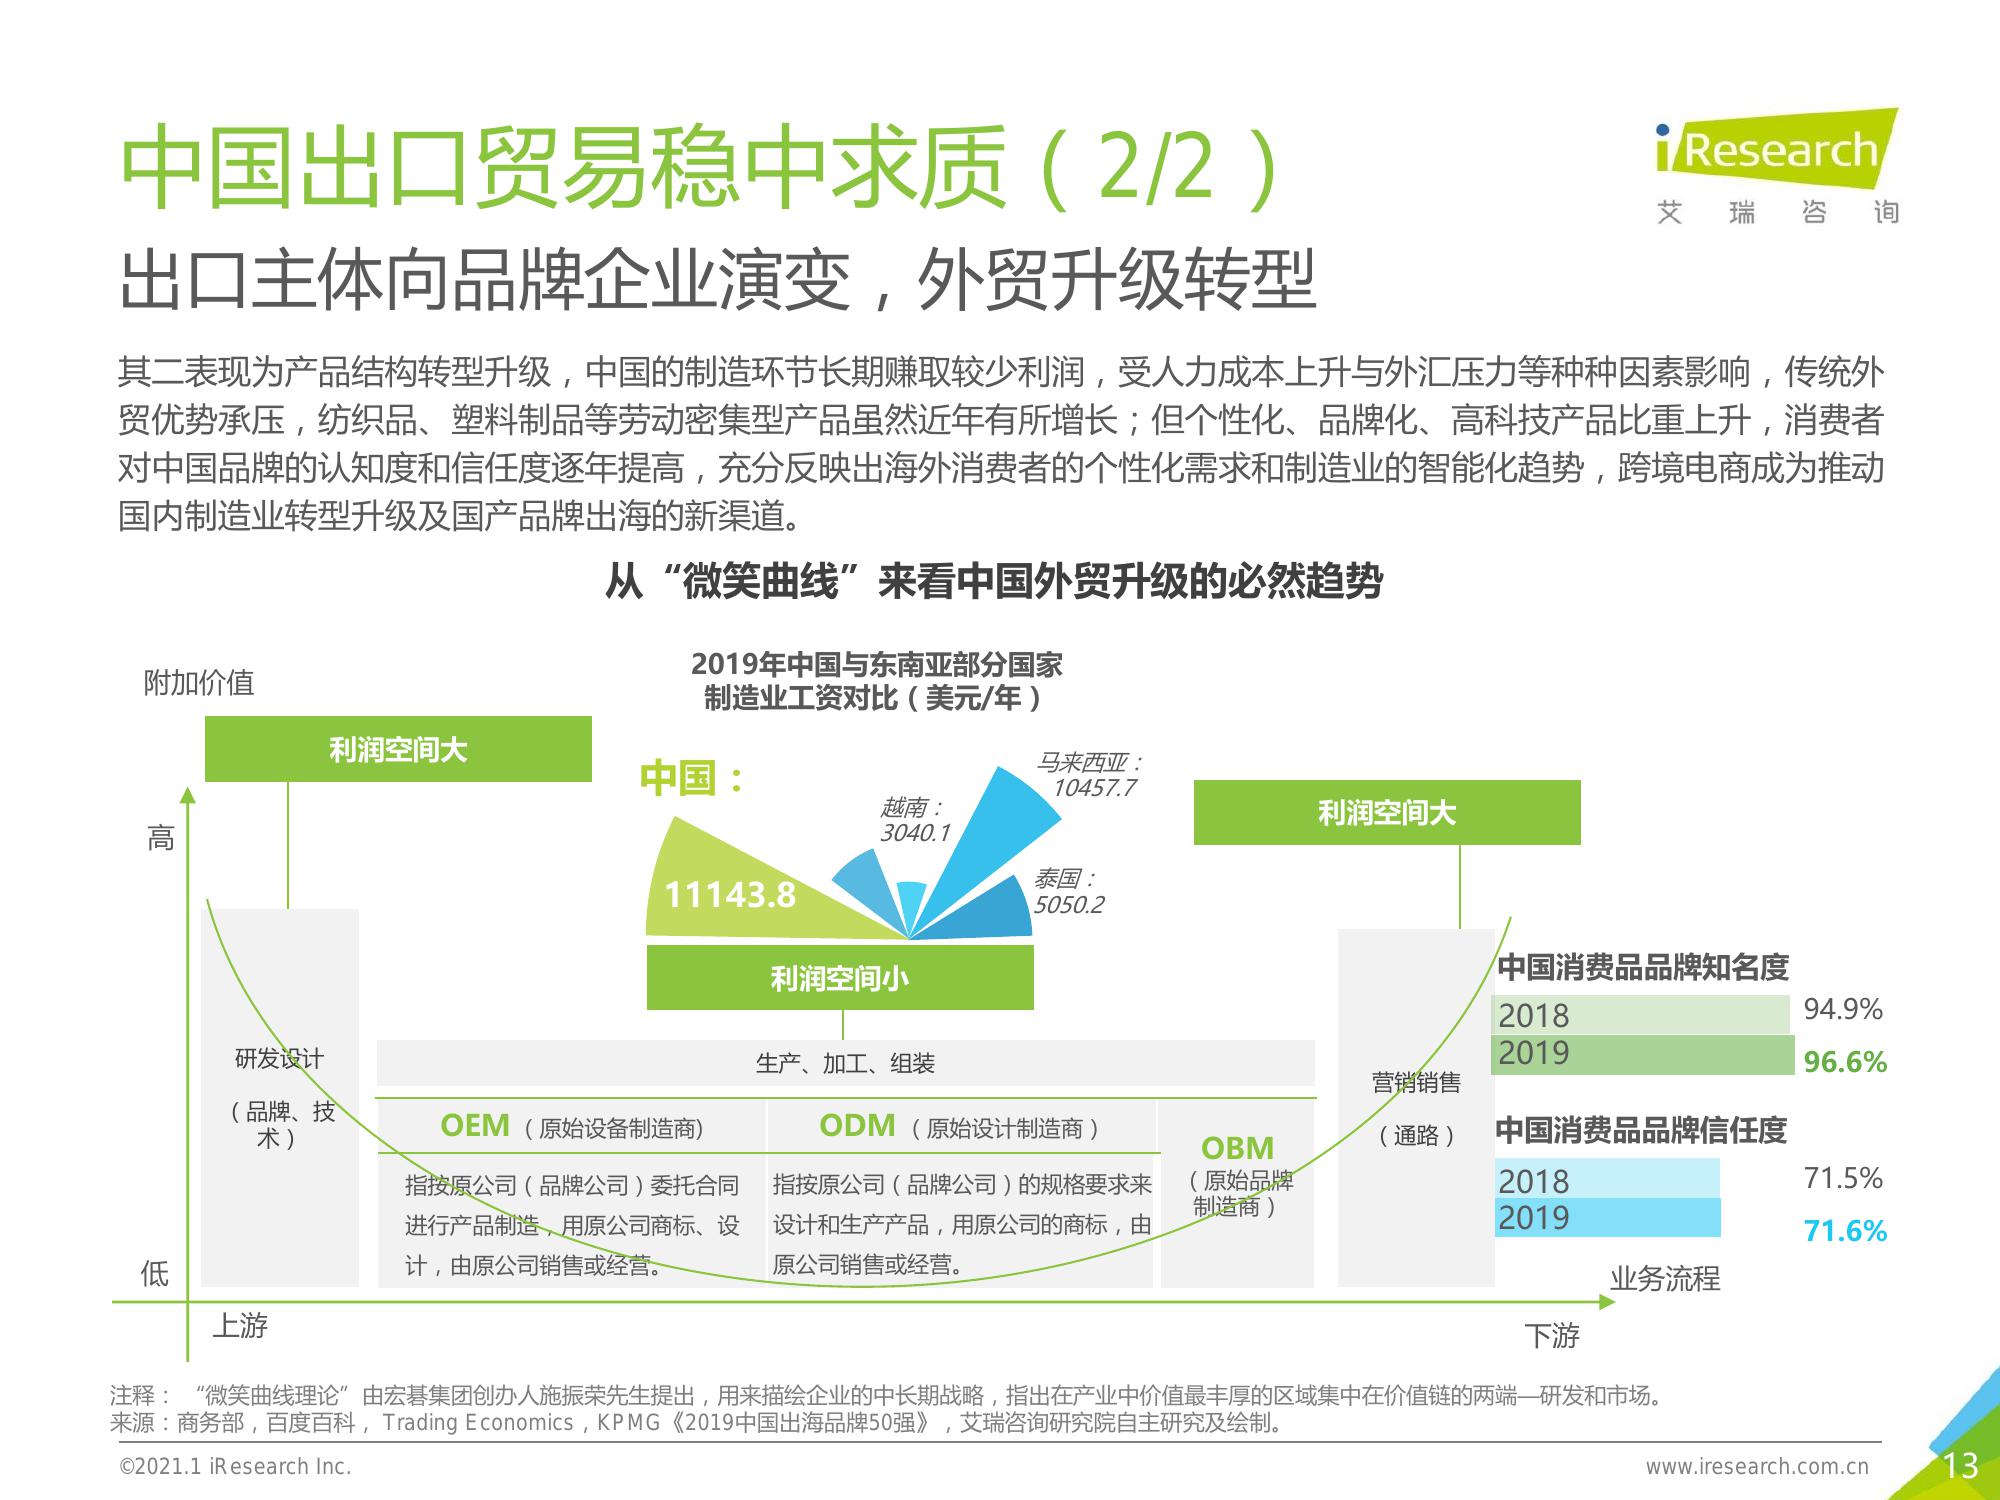 中国出口贸易稳中求质（2/2）
iResearch
艾瑞咨询
出口主体向品牌企业演变，外贸升级转型
其二表现为产品结构转型升级，中国的制造环节长期赚取较少利润，受人力成本上升与外汇压力等种种因素影响，传统外
贸优势承压，纺织品、塑料制品等劳动密集型产品虽然近年有所增长；但个性化、品牌化、高科技产品比重上升，消费者
对中国品牌的认知度和信任度逐年提高，充分反映出海外消费者的个性化需求和制造业的智能化趋势，跨境电商成为推动
国内制造业转型升级及国产品牌出海的新渠道。
从“微笑曲线”来看中国外贸升级的必然趋势
2019年中国与东南亚部分国家
制造业工资对比（美元/年）
附加价值
利润空间大
高
中国：
11143.8
越南：
3040.1
马来西亚：
10457.7
泰国：
5050.2
利润空间小
利润空间大
研发设计
（品牌、技
术）
生产、加工、组装
OEM（原始设备制造商)
指按原公司（品牌公司）委托合同
进行产品制造，用原公司商标、设
计，由原公司销售或经营。
ODM（原始设计制造商）
指按原公司（品牌公司）的规格要求来
设计和生产产品，用原公司的商标，由
原公司销售或经营。
OBM
（原始品牌
制造商）
营销销售
（通路）
中国消费品品牌知名度
2018 94.9%
2019 96.6%
中国消费品品牌信任度
2018 71.5%
2019 71.6%
低
业务流程
上游
下游
注释：“微笑曲线理论”由宏碁集团创办人施振荣先生提出，用来描绘企业的中长期战略，指出在产业中价值最丰厚的区域集中在价值链的两端—研发和市场。
来源：商务部，百度百科，Trading Economics，KPMG《2019中国出海品牌50强》，艾瑞咨询研究院自主研究及绘制。
©2021.1 iResearch Inc.
www.iresearch.com.cn
13